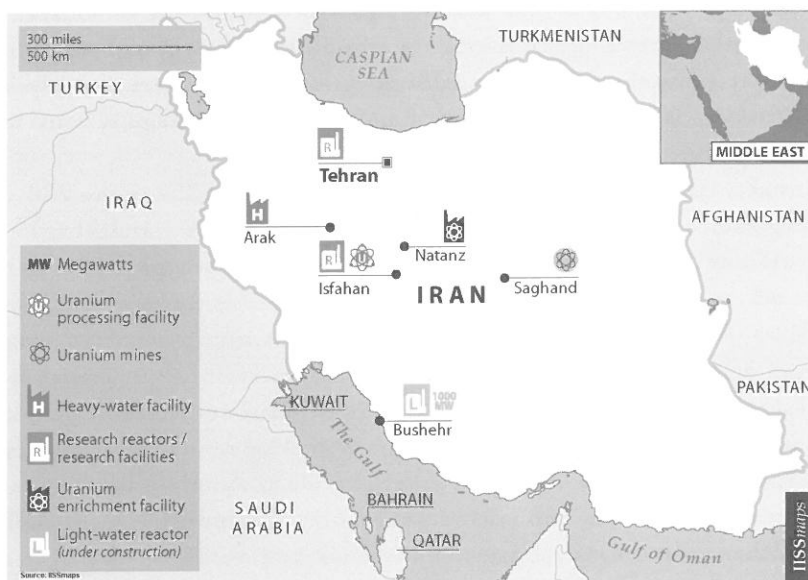 300 miles
500 km
CASPIAN
SEA
TURKMENISTAN
TURKEY
MIDDLE EAST
R
Tehran
IRAQ
H
Arak
Natanz
AFGHANISTAN
R U
Isfahan
IRAN
Saghand
MW Megawatts
U Uranium
processing facility
Uranium mines
H Heavy-water facility
R Research reactors /
research facilities
Uranium
enrichment facility
L Light-water reactor
(under construction)
PAKISTAN
KUWAIT
L 1000
MW
Bushehr
The Gulf
SAUDI
ARABIA
BAHRAIN
QATAR
Gulf of Oman
IISSmaps
Source: IISSmaps